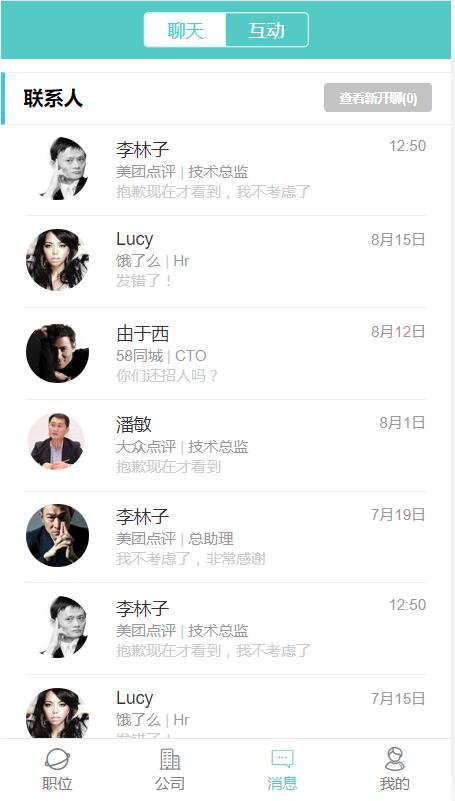 聊天 互动
联系人 查看新开聊(0)
李林子 12:50
美团点评 | 技术总监
抱歉现在才看到，我不考虑了
Lucy 8月15日
饿了么 | Hr
发错了！
由于西 8月12日
58同城 | CTO
你们还招人吗？
潘敏 8月1日
大众点评 | 技术总监
抱歉现在才看到
李林子 7月19日
美团点评 | 总助理
我不考虑了，非常感谢
李林子 12:50
美团点评 | 技术总监
抱歉现在才看到，我不考虑了
Lucy 7月15日
饿了么 | Hr
职位 公司 消息 我的